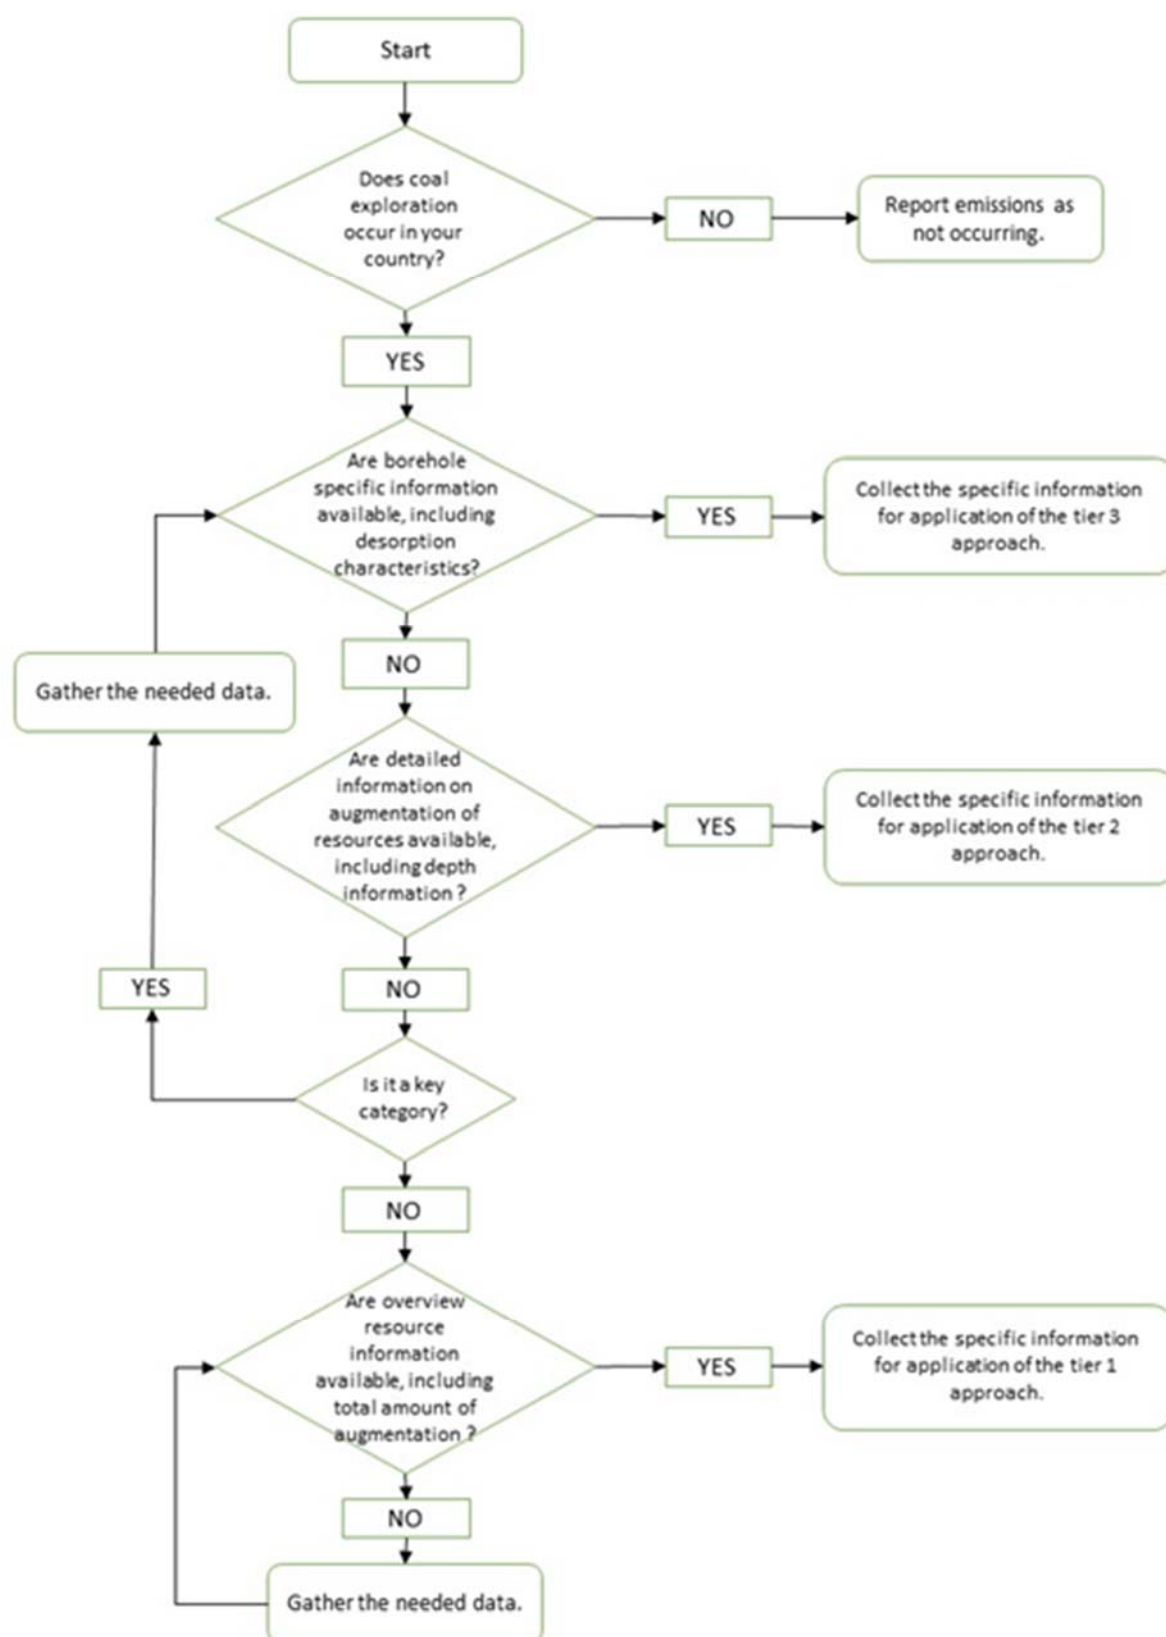 Start
Does coal
exploration
occur in your
country?
NO
Report emissions as
not occurring.
YES
Are borehole
specific information
available, including
desorption
characteristics?
YES
Collect the specific information
for application of the tier 3
approach.
NO
Gather the needed data.
Are detailed
information on
augmentation of
resources available,
including depth
information ?
YES
Collect the specific information
for application of the tier 2
approach.
YES
NO
Is it a key
category?
NO
Are overview
resource
information
available, including
total amount of
augmentation ?
YES
Collect the specific information
for application of the tier 1
approach.
NO
Gather the needed data.